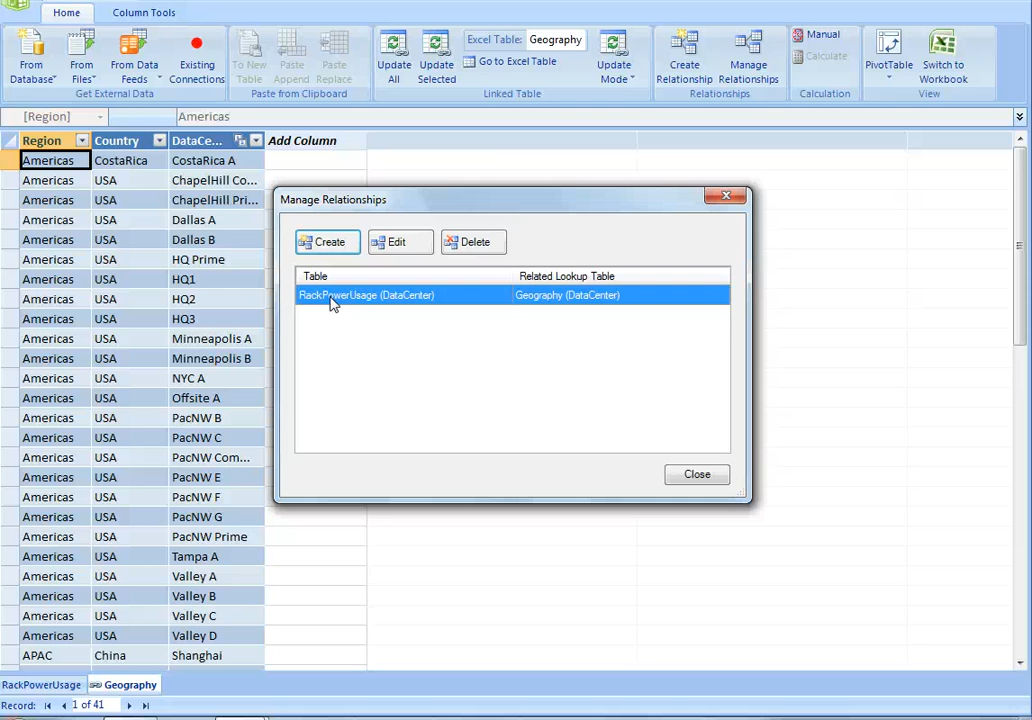 Home
Column Tools
From
Database
From
Files
From Data
Feeds
Existing
Connections
Get External Data
To New
Table
Paste
Append
Paste
Replace
Paste from Clipboard
Update
All
Update
Selected
Excel Table: Geography
Go to Excel Table
Update
Mode
Linked Table
Create
Relationship
Manage
Relationships
Relationships
Manual
Calculate
Calculation
PivotTable
Switch to
Workbook
View
[Region]
Americas
Region
Country
DataCe...
Add Column
Americas CostaRica CostaRica A
Americas USA ChapelHill Co...
Americas USA ChapelHill Pri...
Americas USA Dallas A
Americas USA Dallas B
Americas USA HQ Prime
Americas USA HQ1
Americas USA HQ2
Americas USA HQ3
Americas USA Minneapolis A
Americas USA Minneapolis B
Americas USA NYC A
Americas USA Offsite A
Americas USA PacNW B
Americas USA PacNW C
Americas USA PacNW Com...
Americas USA PacNW E
Americas USA PacNW F
Americas USA PacNW G
Americas USA PacNW Prime
Americas USA Tampa A
Americas USA Valley A
Americas USA Valley B
Americas USA Valley C
Americas USA Valley D
APAC China Shanghai
Manage Relationships
Create
Edit
Delete
Table
Related Lookup Table
RackPowerUsage (DataCenter)
Geography (DataCenter)
Close
RackPowerUsage
Geography
Record:
1 of 41